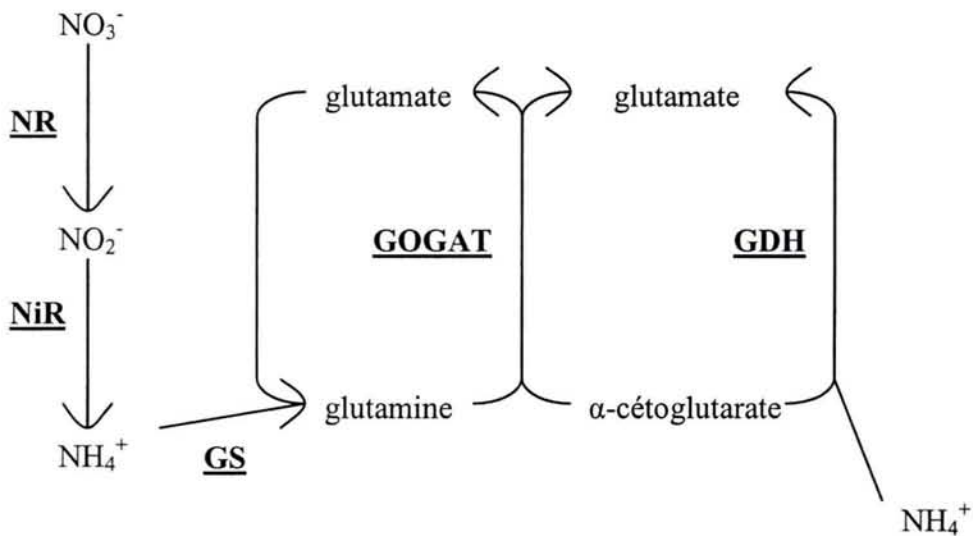 NO₃⁻
NR
NO₂⁻
NiR
NH₄⁺
GS
glutamate
glutamate
GOGAT
GDH
glutamine
α-cétoglutarate
NH₄⁺